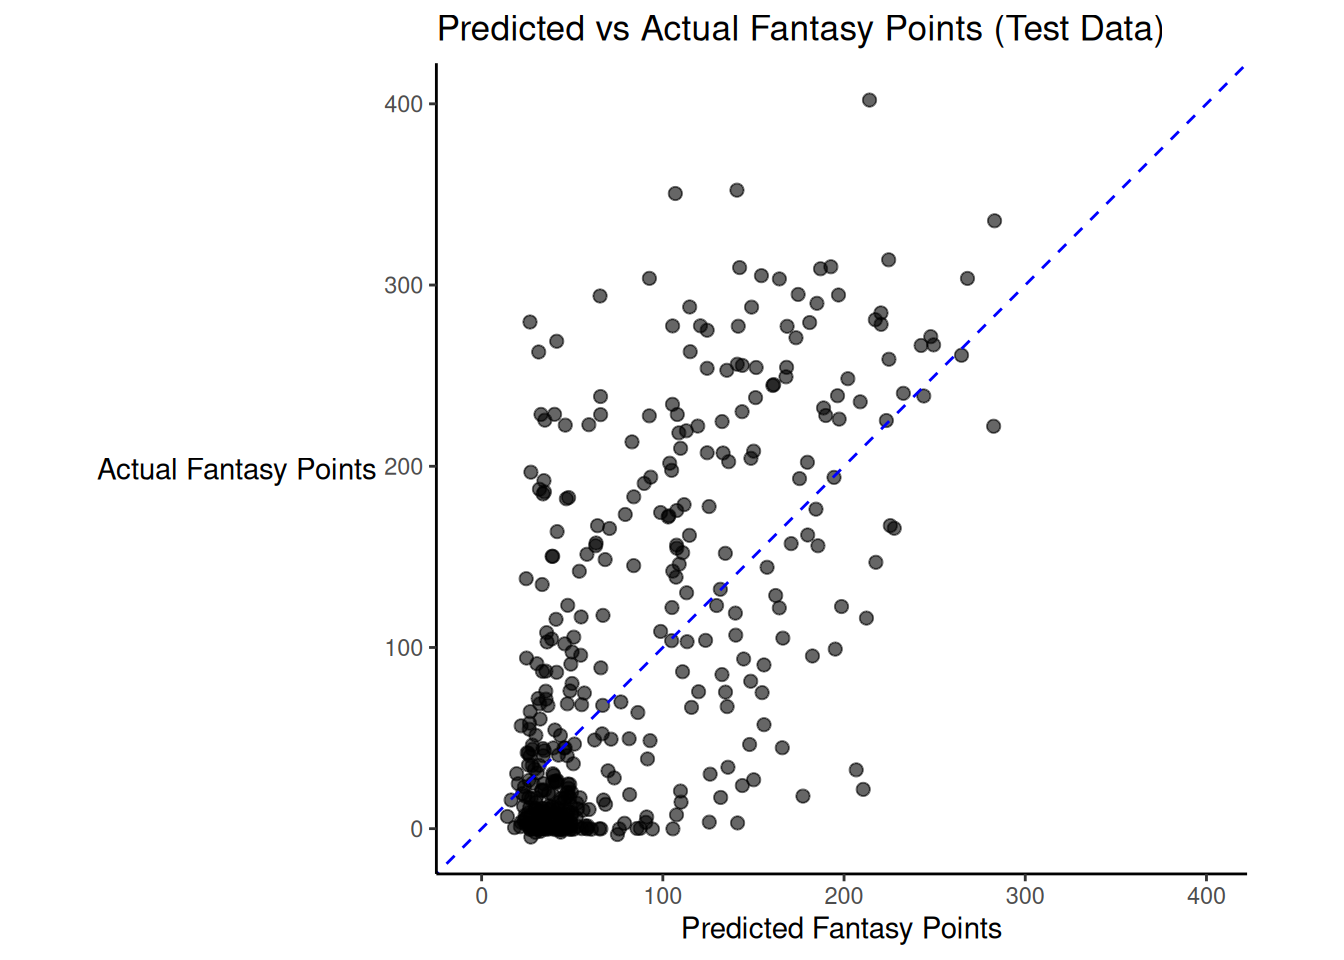 Predicted vs Actual Fantasy Points (Test Data)
400
300
Actual Fantasy Points 200
100
0
0 100 200 300 400
Predicted Fantasy Points